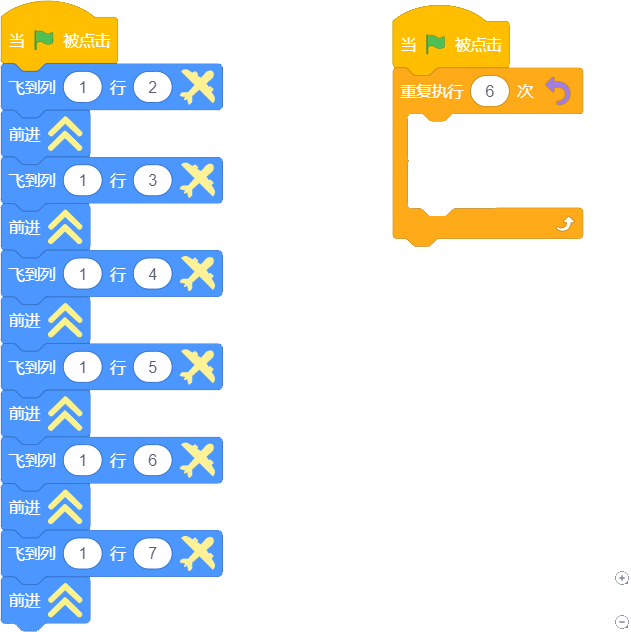 当 被点击
飞到列 1 行 2
前进
飞到列 1 行 3
前进
飞到列 1 行 4
前进
飞到列 1 行 5
前进
飞到列 1 行 6
前进
飞到列 1 行 7
前进
当 被点击
重复执行 6 次